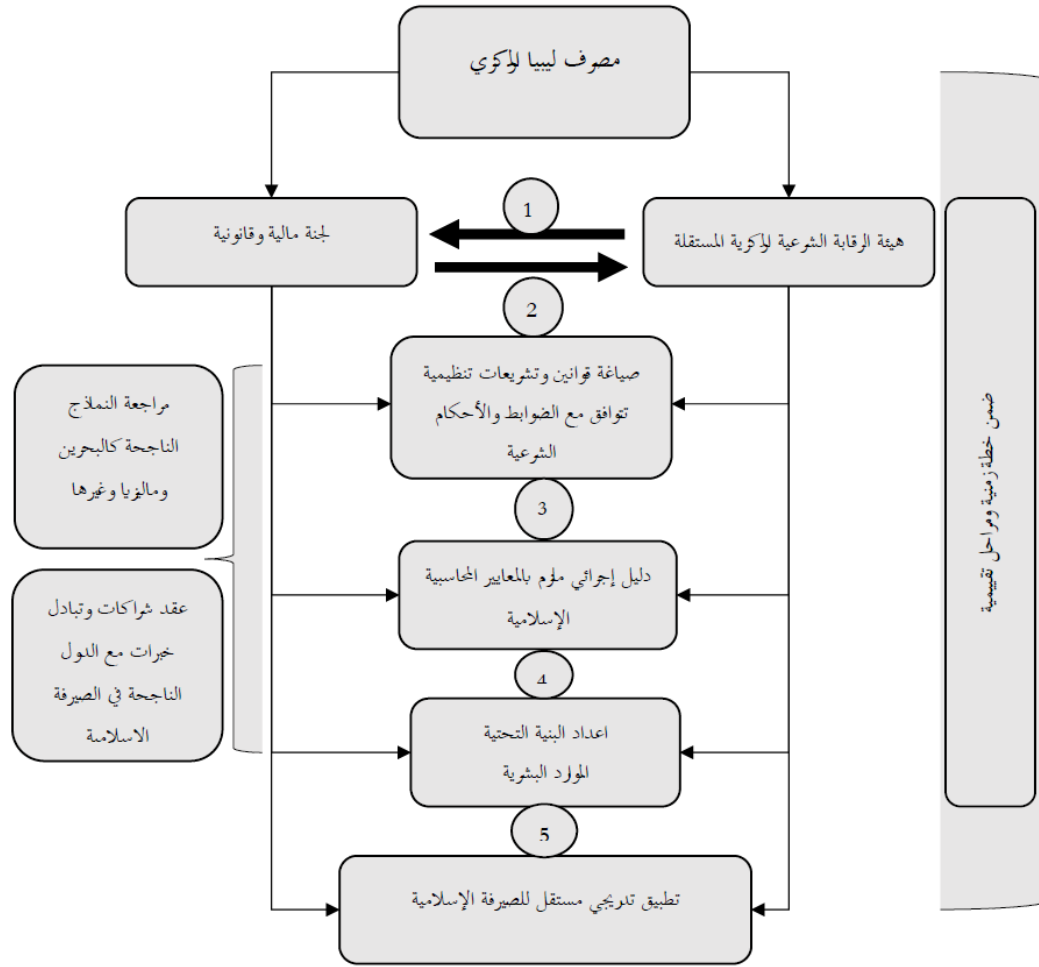 مصرف ليبيا المركزي
هيئة الرقابة الشرعية المركزية المستقلة
1
لجنة مالية وقانونية
2
صياغة قوانين وتشريعات تنظيمية
تتوافق مع الضوابط والأحكام
الشرعية
3
دليل إجرائي ملزم بالمعايير المحاسبية
الإسلامية
4
اعداد البنية التحتية
الموارد البشرية
5
تطبيق تدريجي مستقل للصيرفة الإسلامية
مراجعة النماذج
الناجحة كالبحرين
وماليزيا وغيرها
عقد شراكات وتبادل
خبرات مع الدول
الناجحة في الصيرفة
الاسلامية
ضمن خطة زمنية ومراحل تقييمية